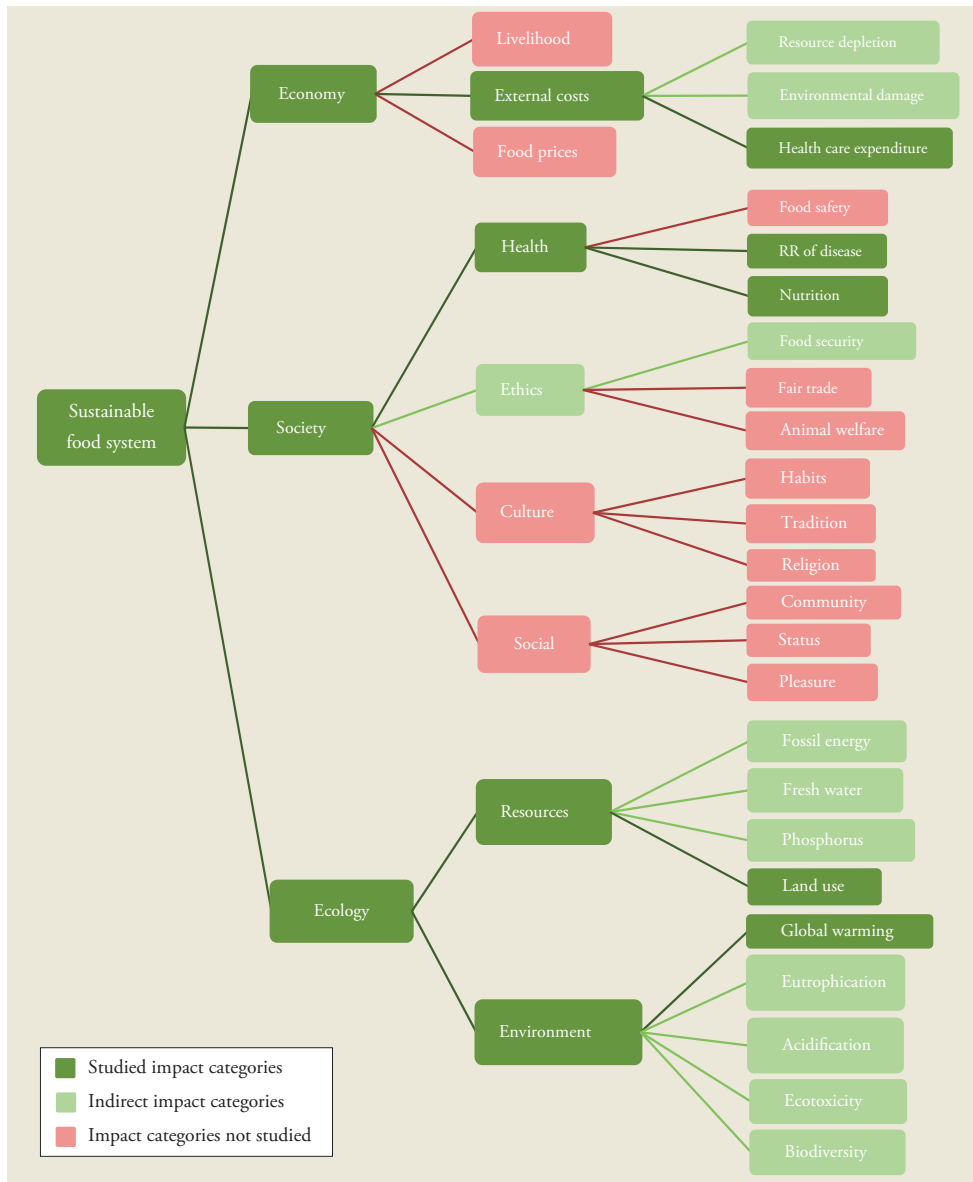 Sustainable
food system
Economy
Livelihood
External costs
Food prices
Resource depletion
Environmental damage
Health care expenditure
Society
Health
Food safety
RR of disease
Nutrition
Ethics
Food security
Fair trade
Animal welfare
Culture
Habits
Tradition
Religion
Social
Community
Status
Pleasure
Ecology
Resources
Fossil energy
Fresh water
Phosphorus
Land use
Environment
Global warming
Eutrophication
Acidification
Ecotoxicity
Biodiversity
Studied impact categories
Indirect impact categories
Impact categories not studied